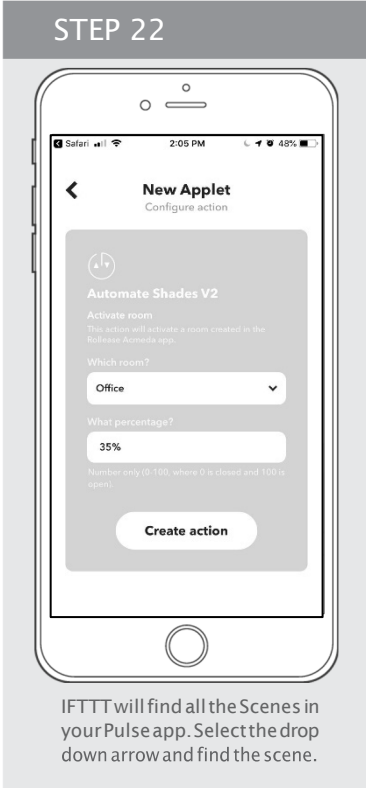 STEP 22
Safari 2:05 PM 48%
New Applet
Configure action
Automate Shades V2
Activate room
This action will activate a room created in the
Rollease Acmeda app.
Which room?
Office
What percentage?
35%
Number only (0-100, where 0 is closed and 100 is
open).
Create action
IFTTT will find all the Scenes in
your Pulse app. Select the drop
down arrow and find the scene.